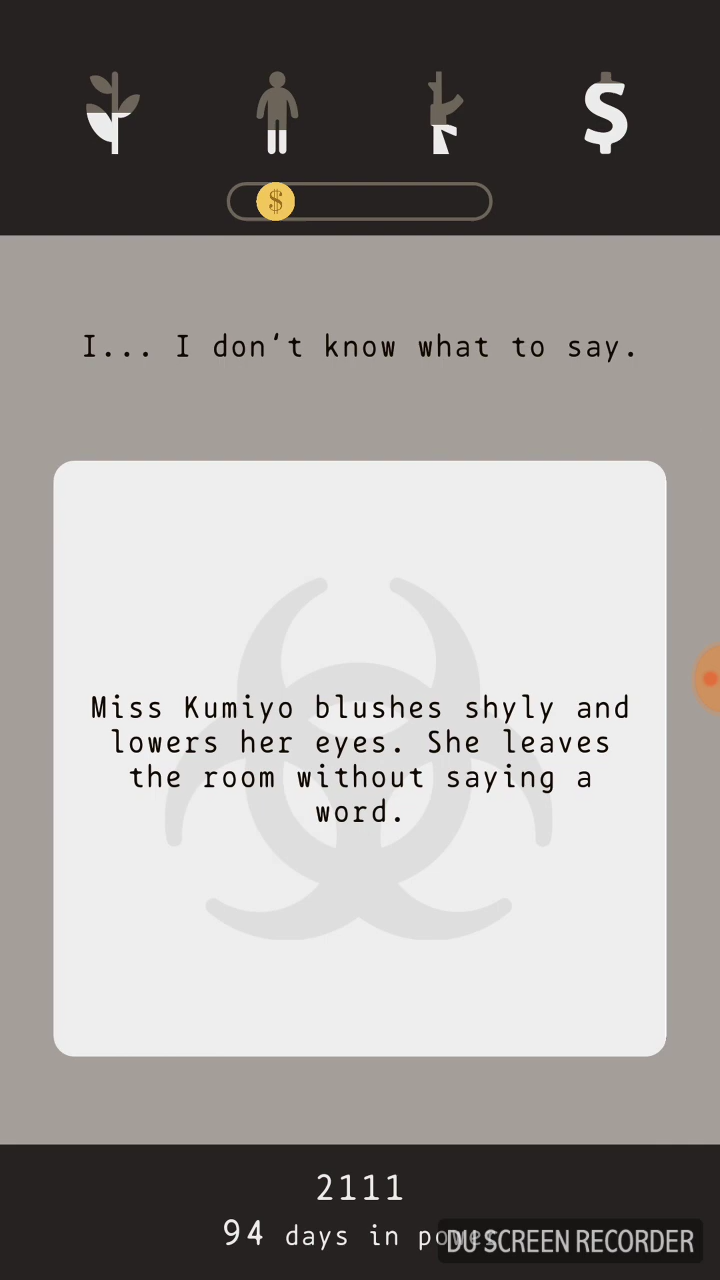 I... I don't know what to say.
Miss Kumiyo blushes shyly and
lowers her eyes. She leaves
the room without saying a
word.
2111
94 days in power
DU SCREEN RECORDER